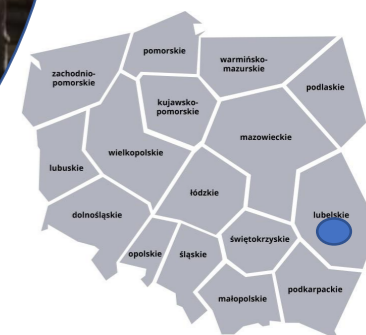 pomorskie
warmińsko-
mazurskie
zachodnio-
pomorskie
podlaskie
kujawsko-
pomorskie
mazowieckie
wielkopolskie
lubuskie
łódzkie
lubelskie
dolnośląskie
świętokrzyskie
opolskie
śląskie
podkarpackie
małopolskie